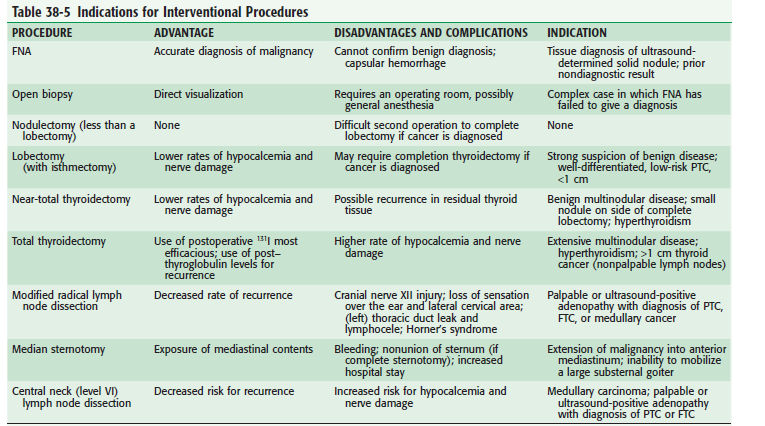 Table 38-5 Indications for Interventional Procedures
PROCEDURE ADVANTAGE DISADVANTAGES AND COMPLICATIONS INDICATION
FNA Accurate diagnosis of malignancy Cannot confirm benign diagnosis; Tissue diagnosis of ultrasound-
capsular hemorrhage determined solid nodule; prior
nondiagnostic result
Open biopsy Direct visualization Requires an operating room, possibly Complex case in which FNA has
general anesthesia failed to give a diagnosis
Nodulectomy (less than a None Difficult second operation to complete None
lobectomy) lobectomy if cancer is diagnosed
Lobectomy Lower rates of hypocalcemia and May require completion thyroidectomy if Strong suspicion of benign disease;
(with isthmectomy) nerve damage cancer is diagnosed well-differentiated, low-risk PTC,
<1 cm
Near-total thyroidectomy Lower rates of hypocalcemia and Possible recurrence in residual thyroid Benign multinodular disease; small
nerve damage tissue nodule on side of complete
lobectomy; hyperthyroidism
Total thyroidectomy Use of postoperative ¹³¹I most Higher rate of hypocalcemia and nerve Extensive multinodular disease;
efficacious; use of post– damage hyperthyroidism; >1 cm thyroid
thyroglobulin levels for cancer (nonpalpable lymph nodes)
recurrence
Modified radical lymph Decreased rate of recurrence Cranial nerve XII injury; loss of sensation Palpable or ultrasound-positive
node dissection over the ear and lateral cervical area; adenopathy with diagnosis of PTC,
(left) thoracic duct leak and FTC, or medullary cancer
lymphocele; Horner's syndrome
Median sternotomy Exposure of mediastinal contents Bleeding; nonunion of sternum (if Extension of malignancy into anterior
complete sternotomy); increased mediastinum; inability to mobilize
hospital stay a large substernal goiter
Central neck (level VI) Decreased risk for recurrence Increased risk for hypocalcemia and Medullary carcinoma; palpable or
lymph node dissection nerve damage ultrasound-positive adenopathy
with diagnosis of PTC or FTC